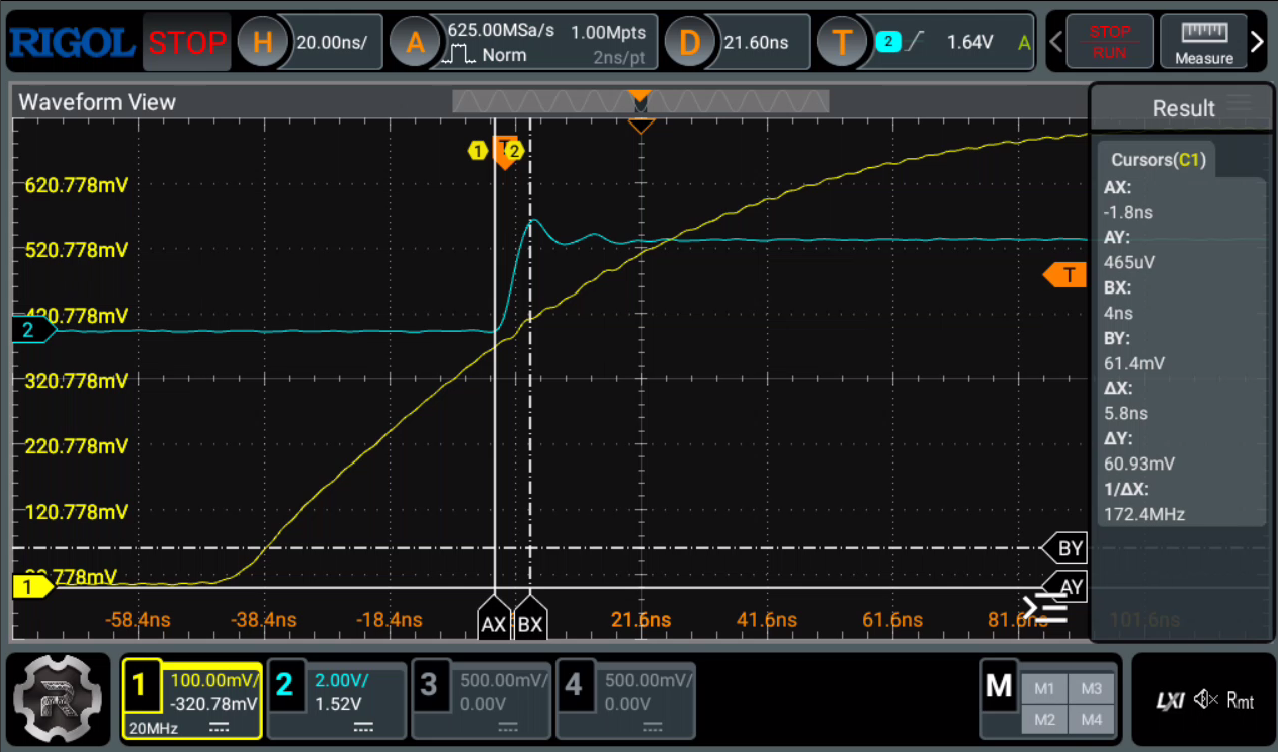 RIGOL STOP H 20.00ns/ A 625.00MSa/s 1.00Mpts D 21.60ns T 2 1.64V A STOP Measure
Norm 2ns/pt RUN
Waveform View
Result
1 T 2
Cursors(C1)
620.778mV
AX:
-1.8ns
AY:
520.778mV
465uV
T
BX:
420.778mV
4ns
2
BY:
61.4mV
320.778mV
ΔX:
5.8ns
220.778mV
ΔY:
60.93mV
1/ΔX:
120.778mV
172.4MHz
BY
.778mV
1
AY
-58.4ns -38.4ns -18.4ns AX BX 21.6ns 41.6ns 61.6ns 81.6ns 101.6ns
R
1 100.00mV/ 2 2.00V/ 3 500.00mV/ 4 500.00mV/ M M1 M3
-320.78mV 1.52V 0.00V 0.00V M2 M4
20MHz
LXI Rmt